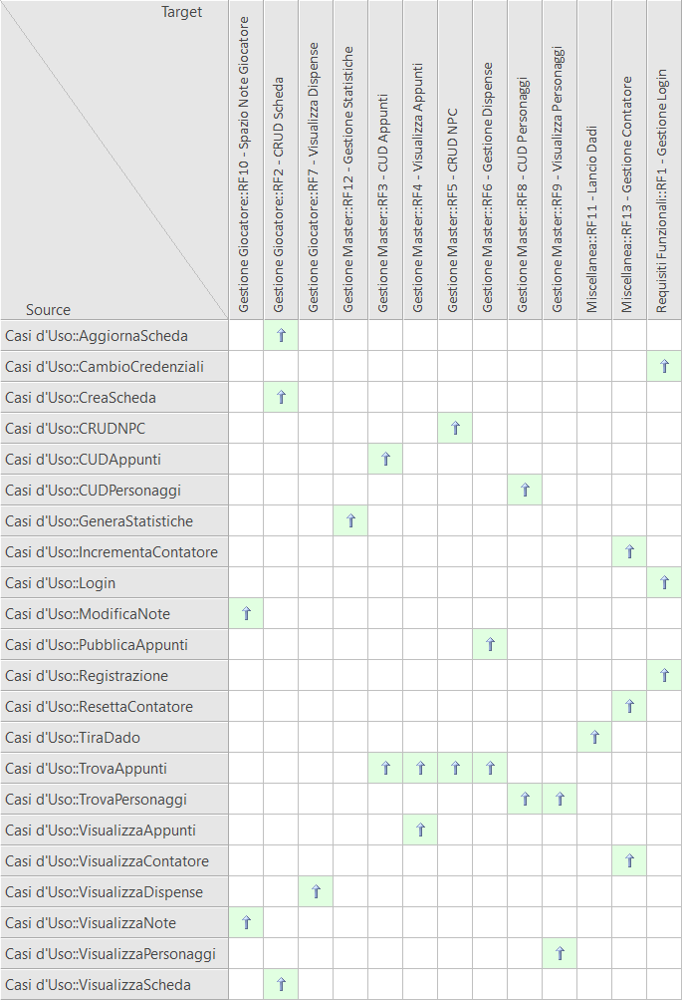 Target
Source
Gestione Giocatore::RF10 - Spazio Note Giocatore
Gestione Giocatore::RF2 - CRUD Scheda
Gestione Giocatore::RF7 - Visualizza Dispense
Gestione Master::RF12 - Gestione Statistiche
Gestione Master::RF3 - CUD Appunti
Gestione Master::RF4 - Visualizza Appunti
Gestione Master::RF5 - CRUD NPC
Gestione Master::RF6 - Gestione Dispense
Gestione Master::RF8 - CUD Personaggi
Gestione Master::RF9 - Visualizza Personaggi
Miscellanea::RF11 - Lancio Dadi
Miscellanea::RF13 - Gestione Contatore
Requisiti Funzionali::RF1 - Gestione Login
Casi d'Uso::AggiornaScheda
Casi d'Uso::CambioCredenziali
Casi d'Uso::CreaScheda
Casi d'Uso::CRUDNPC
Casi d'Uso::CUDAppunti
Casi d'Uso::CUDPersonaggi
Casi d'Uso::GeneraStatistiche
Casi d'Uso::IncrementaContatore
Casi d'Uso::Login
Casi d'Uso::ModificaNote
Casi d'Uso::PubblicaAppunti
Casi d'Uso::Registrazione
Casi d'Uso::ResettaContatore
Casi d'Uso::TiraDado
Casi d'Uso::TrovaAppunti
Casi d'Uso::TrovaPersonaggi
Casi d'Uso::VisualizzaAppunti
Casi d'Uso::VisualizzaContatore
Casi d'Uso::VisualizzaDispense
Casi d'Uso::VisualizzaNote
Casi d'Uso::VisualizzaPersonaggi
Casi d'Uso::VisualizzaScheda